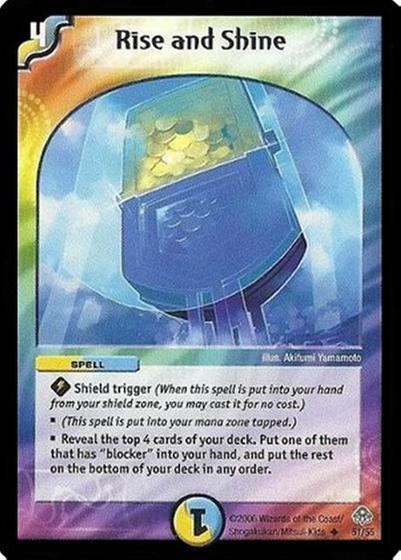 4
Rise and Shine
illus. Akifumi Yamamoto
SPELL
Shield trigger (When this spell is put into your hand
from your shield zone, you may cast it for no cost.)
▪ (This spell is put into your mana zone tapped.)
▪ Reveal the top 4 cards of your deck. Put one of them
that has "blocker" into your hand, and put the rest
on the bottom of your deck in any order.
1
©2006 Wizards of the Coast/
Shogakukan/Mitsui-Kids ◆ 51/55